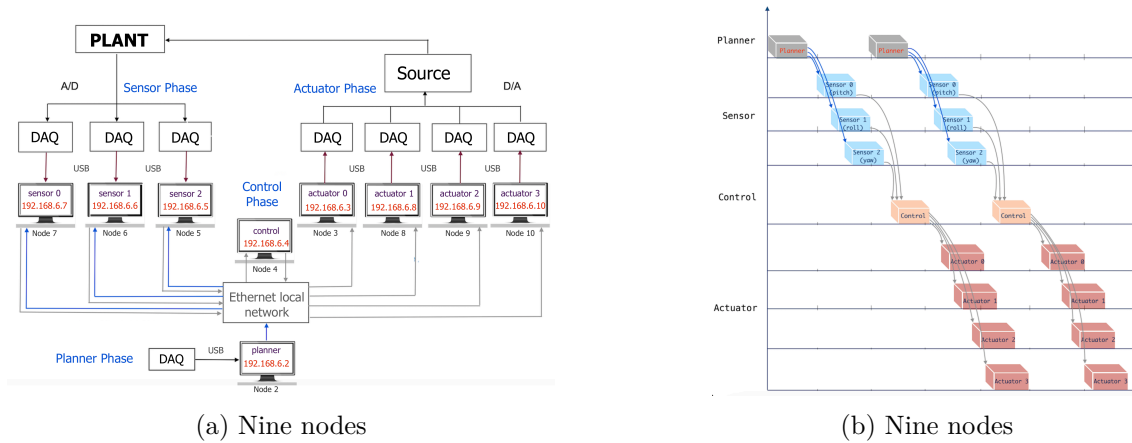 PLANT
Source
A/D
Sensor Phase
Actuator Phase
D/A
DAQ
DAQ
DAQ
DAQ
DAQ
DAQ
DAQ
USB
USB
USB
USB
sensor 0
192.168.6.7
sensor 1
192.168.6.6
sensor 2
192.168.6.5
Control
Phase
actuator 0
192.168.6.3
actuator 1
192.168.6.8
actuator 2
192.168.6.9
actuator 3
192.168.6.10
Node 7
Node 6
Node 5
control
192.168.6.4
Node 3
Node 8
Node 9
Node 10
Node 4
Ethernet local
network
Planner Phase
DAQ
USB
planner
192.168.6.2
Node 2
(a) Nine nodes
Planner
Planner
Planner
Sensor 0
(pitch)
Sensor 0
(pitch)
Sensor
Sensor 1
(roll)
Sensor 1
(roll)
Sensor 2
(yaw)
Sensor 2
(yaw)
Control
Control
Control
Actuator 0
Actuator 0
Actuator
Actuator 1
Actuator 1
Actuator 2
Actuator 2
Actuator 3
Actuator 3
(b) Nine nodes